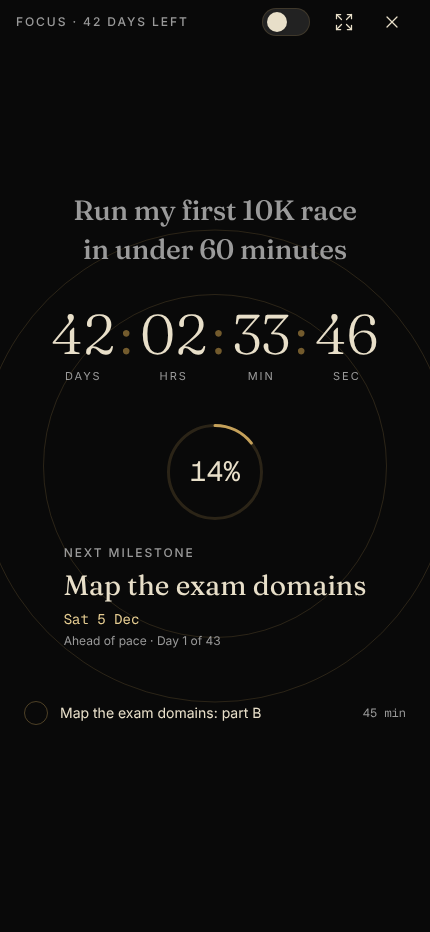 FOCUS · 42 DAYS LEFT
Run my first 10K race
in under 60 minutes
42:02:33:46
DAYS HRS MIN SEC
14%
NEXT MILESTONE
Map the exam domains
Sat 5 Dec
Ahead of pace · Day 1 of 43
Map the exam domains: part B 45 min